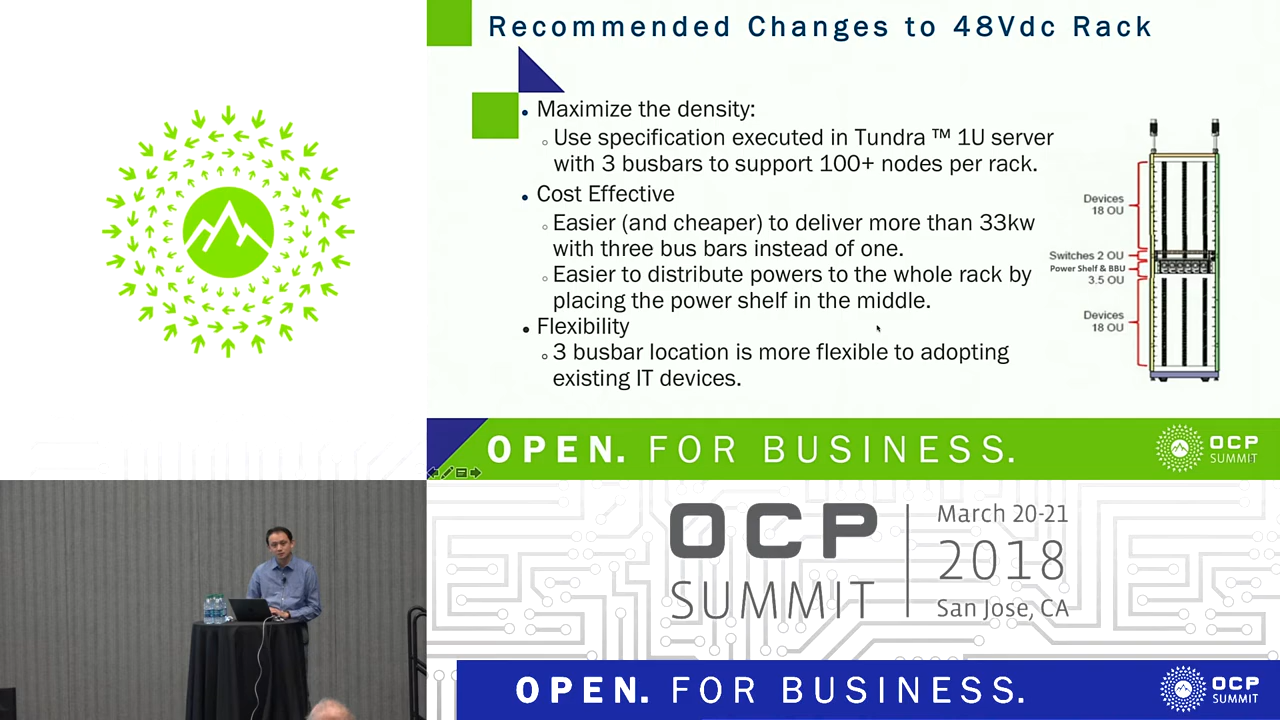 Recommended Changes to 48Vdc Rack
• Maximize the density:
◦ Use specification executed in Tundra ™ 1U server
with 3 busbars to support 100+ nodes per rack.
• Cost Effective
◦ Easier (and cheaper) to deliver more than 33kw
with three bus bars instead of one.
◦ Easier to distribute powers to the whole rack by
placing the power shelf in the middle.
• Flexibility
◦ 3 busbar location is more flexible to adopting
existing IT devices.
Devices
18 OU
Switches 2 OU
Power Shelf & BBU
3.5 OU
Devices
18 OU
OPEN. FOR BUSINESS.
OCP
SUMMIT
OCP
SUMMIT
March 20-21
2018
San Jose, CA
OPEN. FOR BUSINESS.
OCP
SUMMIT